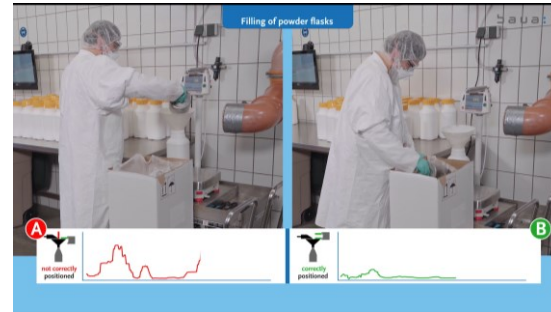 Filling of powder flasks
A
not correctly
positioned
B
correctly
positioned